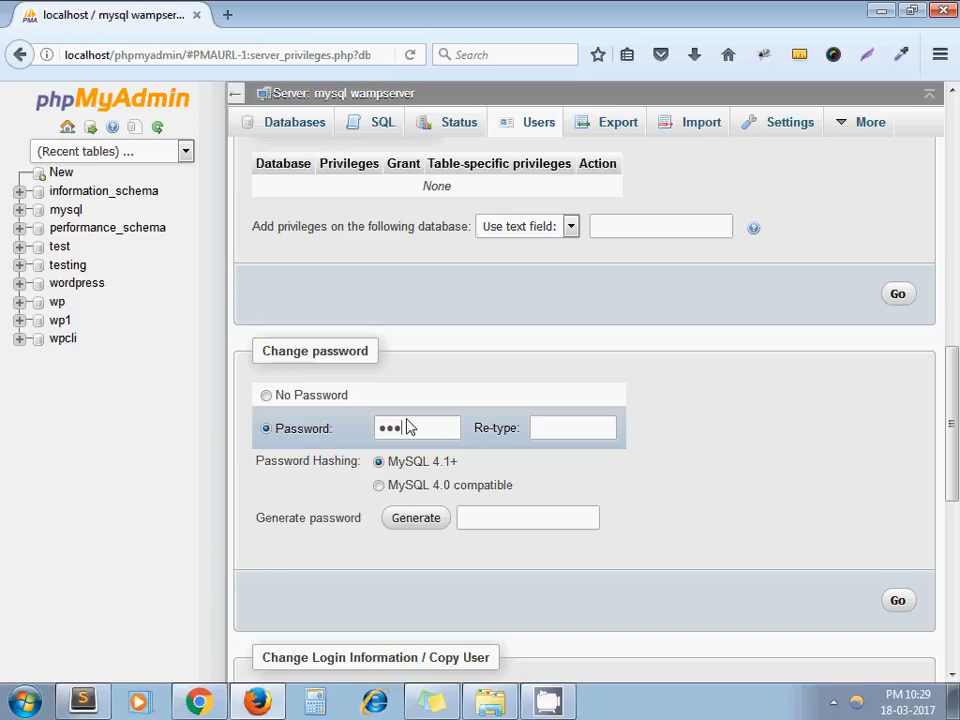 PMA
localhost / mysql wampser...
localhost/phpmyadmin/#PMAURL-1:server_privileges.php?db
Search
phpMyAdmin
(Recent tables) ...
New
information_schema
mysql
performance_schema
test
testing
wordpress
wp
wp1
wpcli
Server: mysql wampserver
Databases
SQL
Status
Users
Export
Import
Settings
More
Database Privileges Grant Table-specific privileges Action
None
Add privileges on the following database: Use text field:
Go
Change password
No Password
Password: Re-type:
Password Hashing: MySQL 4.1+
MySQL 4.0 compatible
Generate password Generate
Go
Change Login Information / Copy User
PM 10:29
18-03-2017